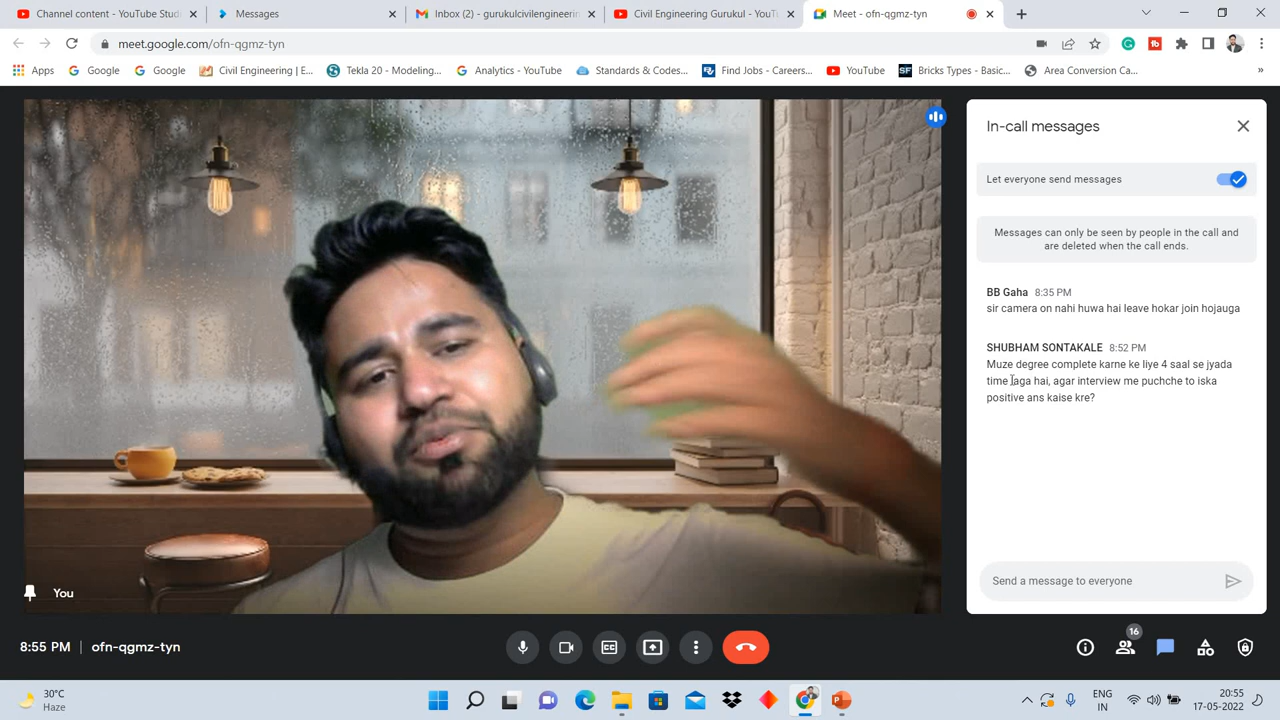 Channel content - YouTube Stud
Messages
Inbox (2) - gurukulcivilengineerin
Civil Engineering Gurukul - YouTu
Meet - ofn-qgmz-tyn
meet.google.com/ofn-qgmz-tyn
Apps
Google
Google
Civil Engineering | E...
Tekla 20 - Modeling...
Analytics - YouTube
Standards & Codes...
Find Jobs - Careers...
YouTube
SF
Bricks Types - Basic...
Area Conversion Ca...
»
In-call messages
Let everyone send messages
Messages can only be seen by people in the call and
are deleted when the call ends.
BB Gaha 8:35 PM
sir camera on nahi huwa hai leave hokar join hojauga
SHUBHAM SONTAKALE 8:52 PM
Muze degree complete karne ke liye 4 saal se jyada
time laga hai, agar interview me puchche to iska
positive ans kaise kre?
You
Send a message to everyone
8:55 PM | ofn-qgmz-tyn
CC
16
30°C
Haze
ENG
IN
20:55
17-05-2022